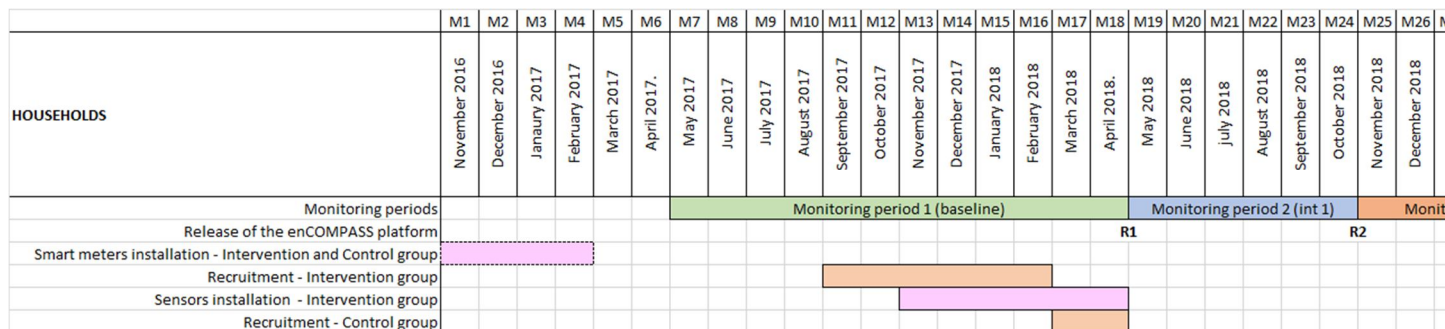 M1 M2 M3 M4 M5 M6 M7 M8 M9 M10 M11 M12 M13 M14 M15 M16 M17 M18 M19 M20 M21 M22 M23 M24 M25 M26
HOUSEHOLDS
November 2016
December 2016
Janaury 2017
February 2017
March 2017
April 2017.
May 2017
June 2017
July 2017
August 2017
September 2017
October 2017
November 2017
December 2017
January 2018
February 2018
March 2018
April 2018.
May 2018
June 2018
july 2018
August 2018
September 2018
October 2018
November 2018
December 2018
Monitoring periods Monitoring period 1 (baseline) Monitoring period 2 (int 1) Monit
Release of the enCOMPASS platform R1 R2
Smart meters installation - Intervention and Control group
Recruitment - Intervention group
Sensors installation - Intervention group
Recruitment - Control group